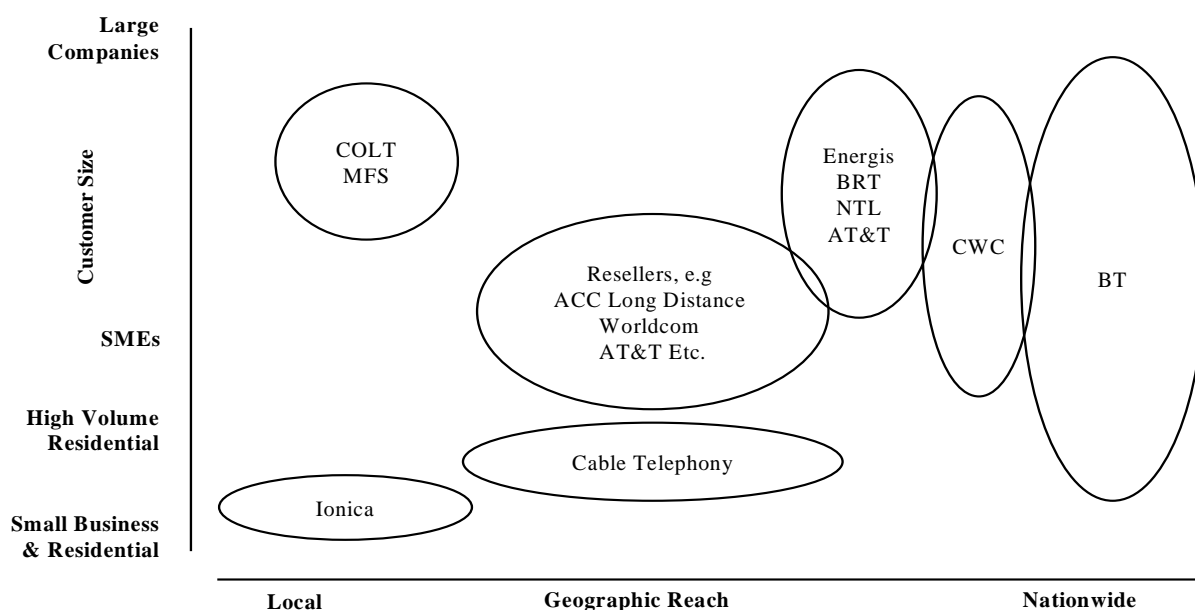 Large
Companies
Customer Size
SMEs
High Volume
Residential
Small Business
& Residential
COLT
MFS
Energis
BRT
NTL
AT&T
CWC
BT
Resellers, e.g
ACC Long Distance
Worldcom
AT&T Etc.
Cable Telephony
Ionica
Local
Geographic Reach
Nationwide